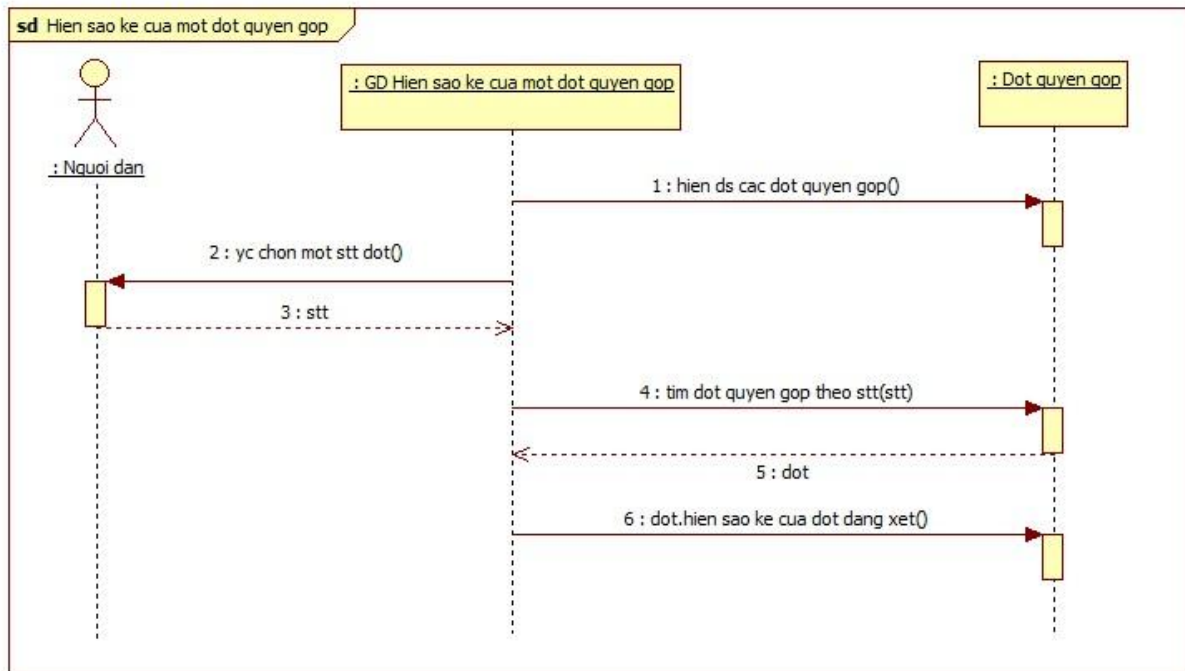 sd Hien sao ke cua mot dot quyen gop
: Nguoi dan
: GD Hien sao ke cua mot dot quyen gop
: Dot quyen gop
1 : hien ds cac dot quyen gop()
2 : yc chon mot stt dot()
3 : stt
4 : tim dot quyen gop theo stt(stt)
5 : dot
6 : dot.hien sao ke cua dot dang xet()